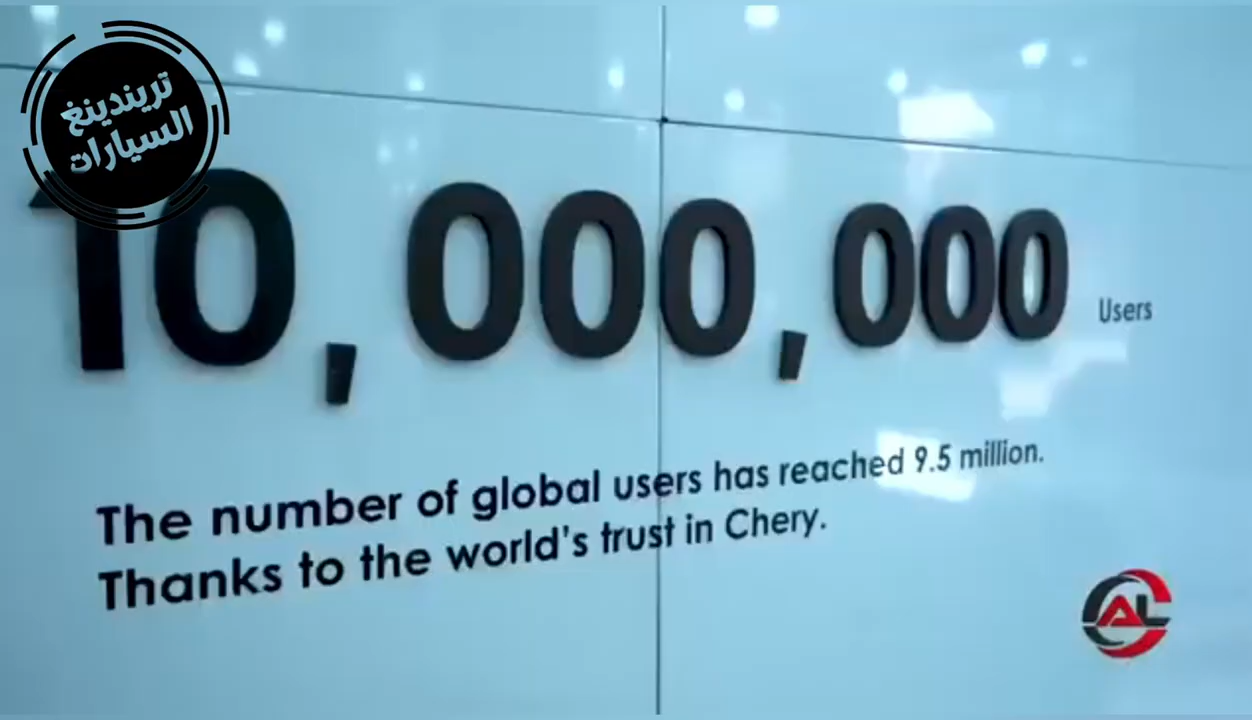 تريندينغ
السيارات
10,000,000 Users
The number of global users has reached 9.5 million.
Thanks to the world's trust in Chery.
CAL